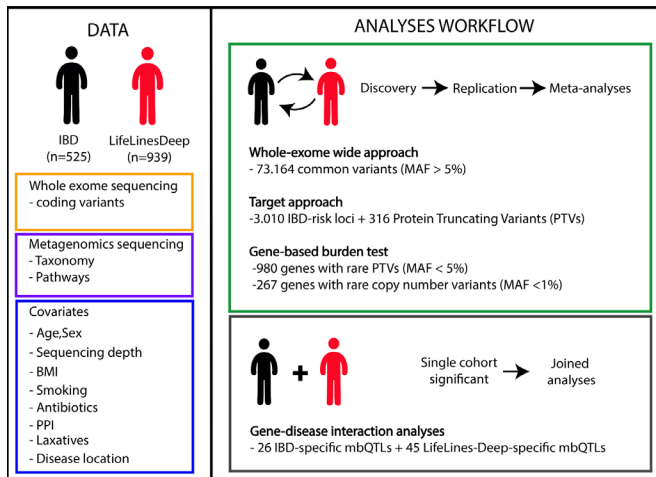 DATA
IBD
(n=525)
LifeLinesDeep
(n=939)
Whole exome sequencing
- coding variants
Metagenomics sequencing
- Taxonomy
- Pathways
Covariates
- Age,Sex
- Sequencing depth
- BMI
- Smoking
- Antibiotics
- PPI
- Laxatives
- Disease location
ANALYSES WORKFLOW
Discovery
Replication
Meta-analyses
Whole-exome wide approach
- 73.164 common variants (MAF > 5%)
Target approach
-3.010 IBD-risk loci + 316 Protein Truncating Variants (PTVs)
Gene-based burden test
-980 genes with rare PTVs (MAF < 5%)
-267 genes with rare copy number variants (MAF <1%)
+
Single cohort
significant
Joined
analyses
Gene-disease interaction analyses
- 26 IBD-specific mbQTLs + 45 LifeLines-Deep-specific mbQTLs